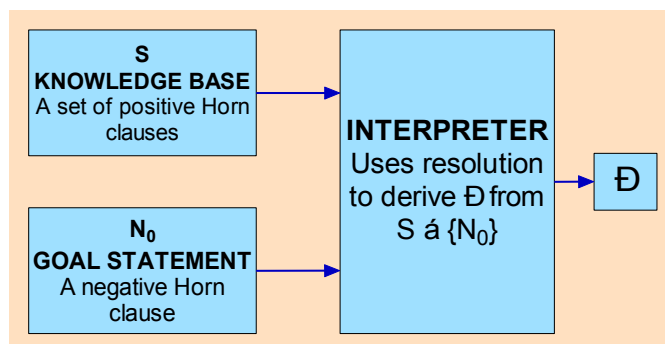 S
KNOWLEDGE BASE
A set of positive Horn
clauses
N₀
GOAL STATEMENT
A negative Horn
clause
INTERPRETER
Uses resolution
to derive Đ from
S á {N₀}
Đ